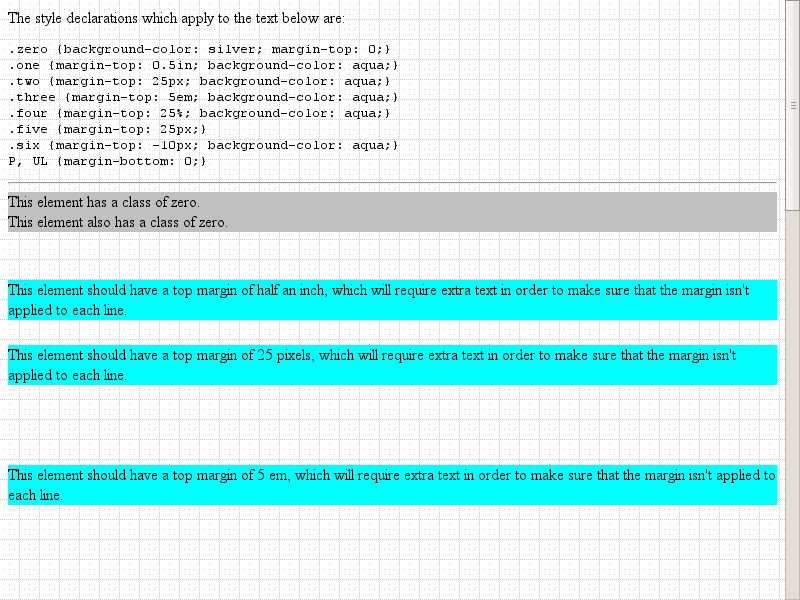 The style declarations which apply to the text below are:
.zero {background-color: silver; margin-top: 0;}
.one {margin-top: 0.5in; background-color: aqua;}
.two {margin-top: 25px; background-color: aqua;}
.three {margin-top: 5em; background-color: aqua;}
.four {margin-top: 25%; background-color: aqua;}
.five {margin-top: 25px;}
.six {margin-top: -10px; background-color: aqua;}
P, UL {margin-bottom: 0;}
This element has a class of zero.
This element also has a class of zero.
This element should have a top margin of half an inch, which will require extra text in order to make sure that the margin isn't
applied to each line.
This element should have a top margin of 25 pixels, which will require extra text in order to make sure that the margin isn't
applied to each line.
This element should have a top margin of 5 em, which will require extra text in order to make sure that the margin isn't applied to
each line.